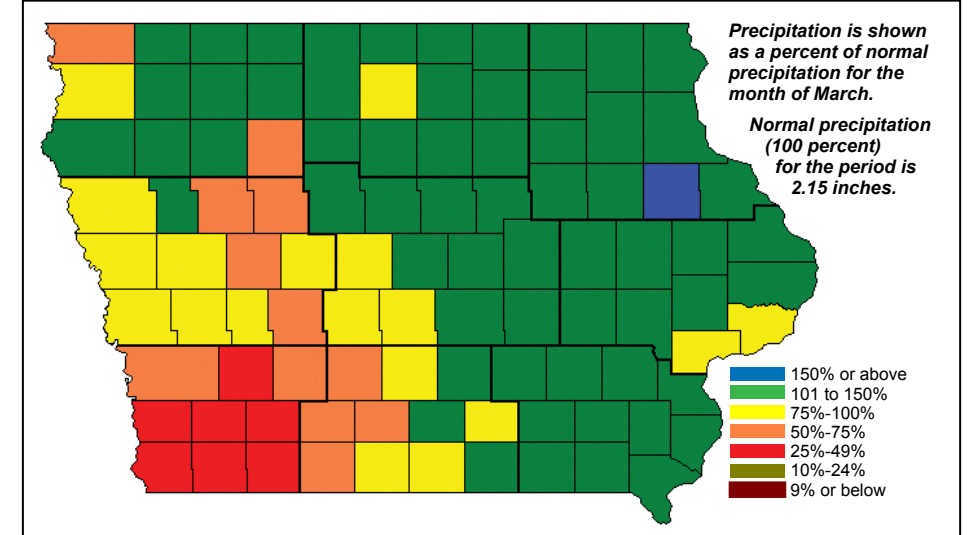 Precipitation is shown
as a percent of normal
precipitation for the
month of March.
Normal precipitation
(100 percent)
for the period is
2.15 inches.
150% or above
101 to 150%
75%-100%
50%-75%
25%-49%
10%-24%
9% or below